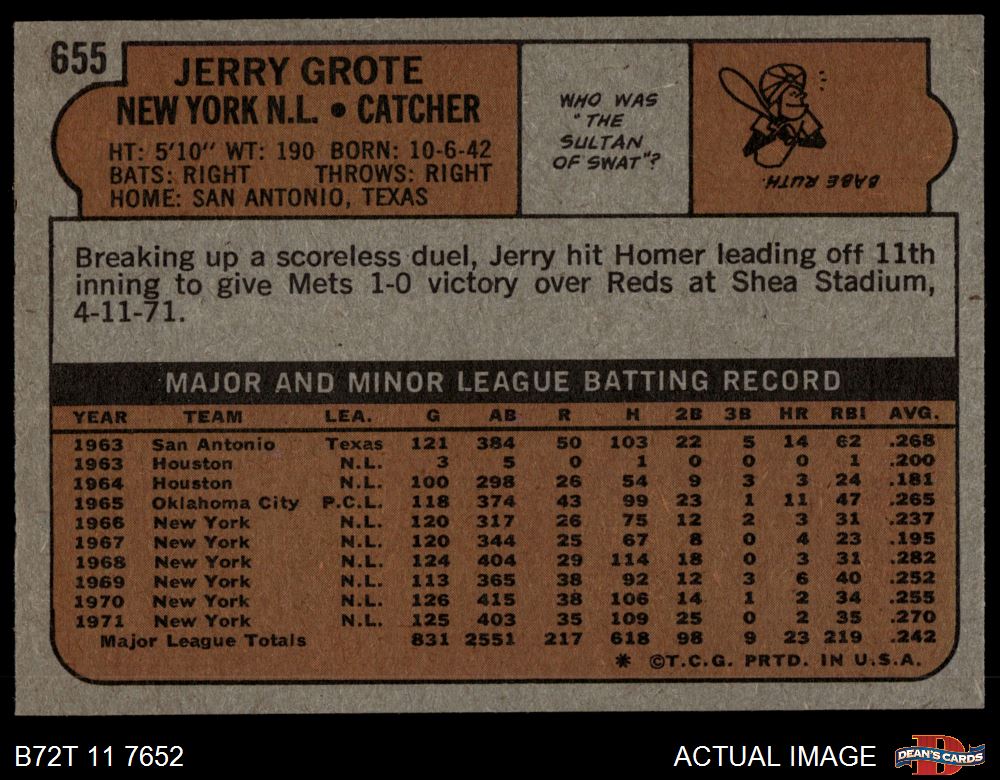 655
JERRY GROTE
NEW YORK N.L. • CATCHER
HT: 5'10" WT: 190 BORN: 10-6-42
BATS: RIGHT THROWS: RIGHT
HOME: SAN ANTONIO, TEXAS
WHO WAS
"THE
SULTAN
OF SWAT"?
BABE RUTH.
Breaking up a scoreless duel, Jerry hit Homer leading off 11th
inning to give Mets 1-0 victory over Reds at Shea Stadium,
4-11-71.
MAJOR AND MINOR LEAGUE BATTING RECORD
YEAR TEAM LEA. G AB R H 2B 3B HR RBI AVG.
1963 San Antonio Texas 121 384 50 103 22 5 14 62 .268
1963 Houston N.L. 3 5 0 1 0 0 0 1 .200
1964 Houston N.L. 100 298 26 54 9 3 3 24 .181
1965 Oklahoma City P.C.L. 118 374 43 99 23 1 11 47 .265
1966 New York N.L. 120 317 26 75 12 2 3 31 .237
1967 New York N.L. 120 344 25 67 8 0 4 23 .195
1968 New York N.L. 124 404 29 114 18 0 3 31 .282
1969 New York N.L. 113 365 38 92 12 3 6 40 .252
1970 New York N.L. 126 415 38 106 14 1 2 34 .255
1971 New York N.L. 125 403 35 109 25 0 2 35 .270
Major League Totals 831 2551 217 618 98 9 23 219 .242
* ©T.C.G. PRTD. IN U.S.A.
B72T 11 7652
ACTUAL IMAGE
DEAN'S CARDS